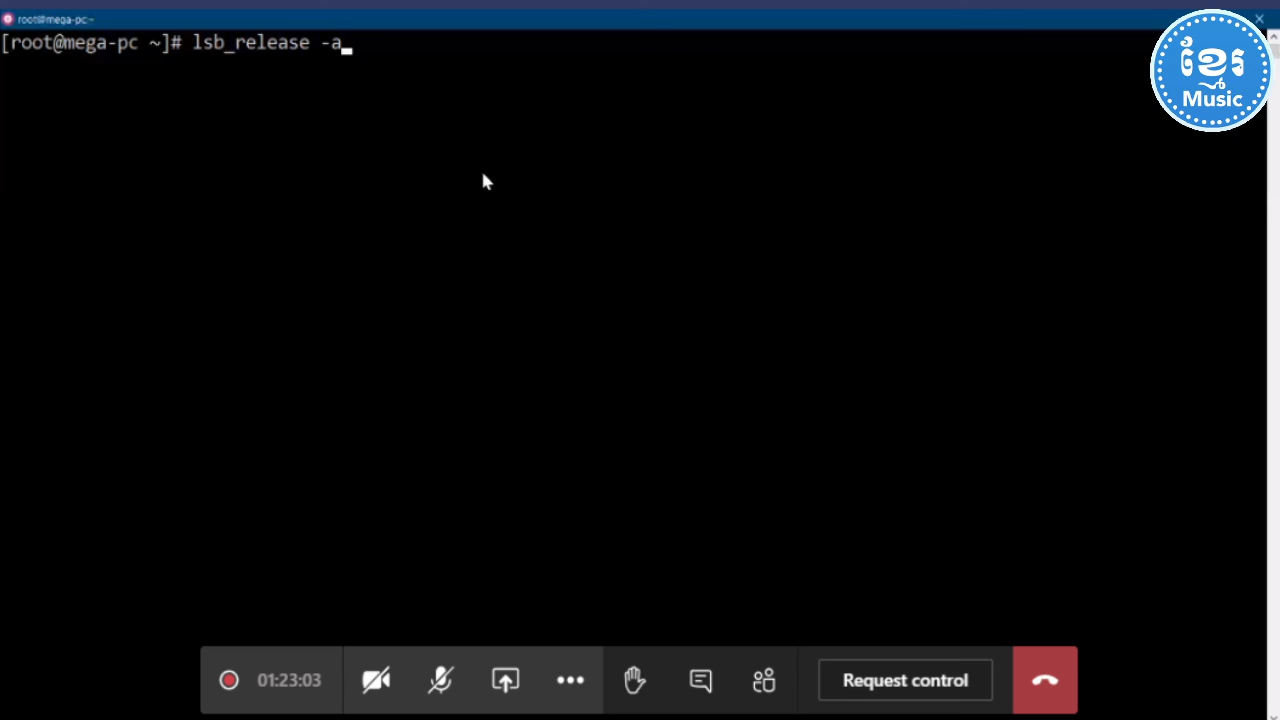 root@mega-pc:~
[root@mega-pc ~]# lsb_release -a
ខ្មែរ
Music
01:23:03
Request control